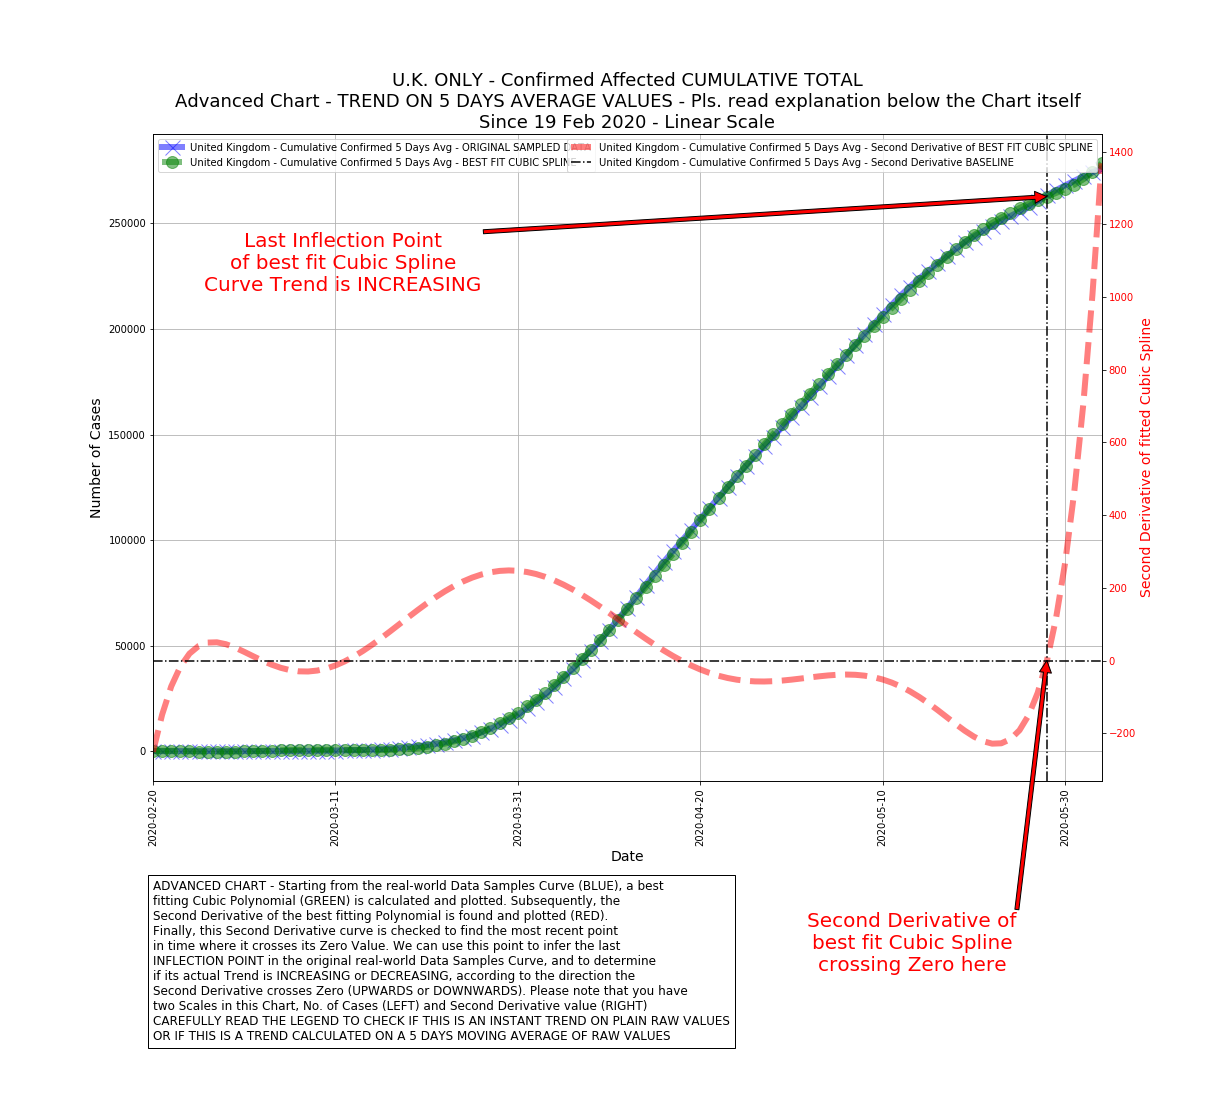 U.K. ONLY - Confirmed Affected CUMULATIVE TOTAL
Advanced Chart - TREND ON 5 DAYS AVERAGE VALUES - Pls. read explanation below the Chart itself
Since 19 Feb 2020 - Linear Scale
United Kingdom - Cumulative Confirmed 5 Days Avg - ORIGINAL SAMPLED DATA
United Kingdom - Cumulative Confirmed 5 Days Avg - BEST FIT CUBIC SPLINE
United Kingdom - Cumulative Confirmed 5 Days Avg - Second Derivative of BEST FIT CUBIC SPLINE
United Kingdom - Cumulative Confirmed 5 Days Avg - Second Derivative BASELINE
Last Inflection Point
of best fit Cubic Spline
Curve Trend is INCREASING
Number of Cases
250000
200000
150000
100000
50000
0
1400
1200
1000
800
600
400
200
0
−200
Second Derivative of fitted Cubic Spline
2020-02-20
2020-03-11
2020-03-31
2020-04-20
2020-05-10
2020-05-30
Date
ADVANCED CHART - Starting from the real-world Data Samples Curve (BLUE), a best
fitting Cubic Polynomial (GREEN) is calculated and plotted. Subsequently, the
Second Derivative of the best fitting Polynomial is found and plotted (RED).
Finally, this Second Derivative curve is checked to find the most recent point
in time where it crosses its Zero Value. We can use this point to infer the last
INFLECTION POINT in the original real-world Data Samples Curve, and to determine
if its actual Trend is INCREASING or DECREASING, according to the direction the
Second Derivative crosses Zero (UPWARDS or DOWNWARDS). Please note that you have
two Scales in this Chart, No. of Cases (LEFT) and Second Derivative value (RIGHT)
CAREFULLY READ THE LEGEND TO CHECK IF THIS IS AN INSTANT TREND ON PLAIN RAW VALUES
OR IF THIS IS A TREND CALCULATED ON A 5 DAYS MOVING AVERAGE OF RAW VALUES
Second Derivative of
best fit Cubic Spline
crossing Zero here